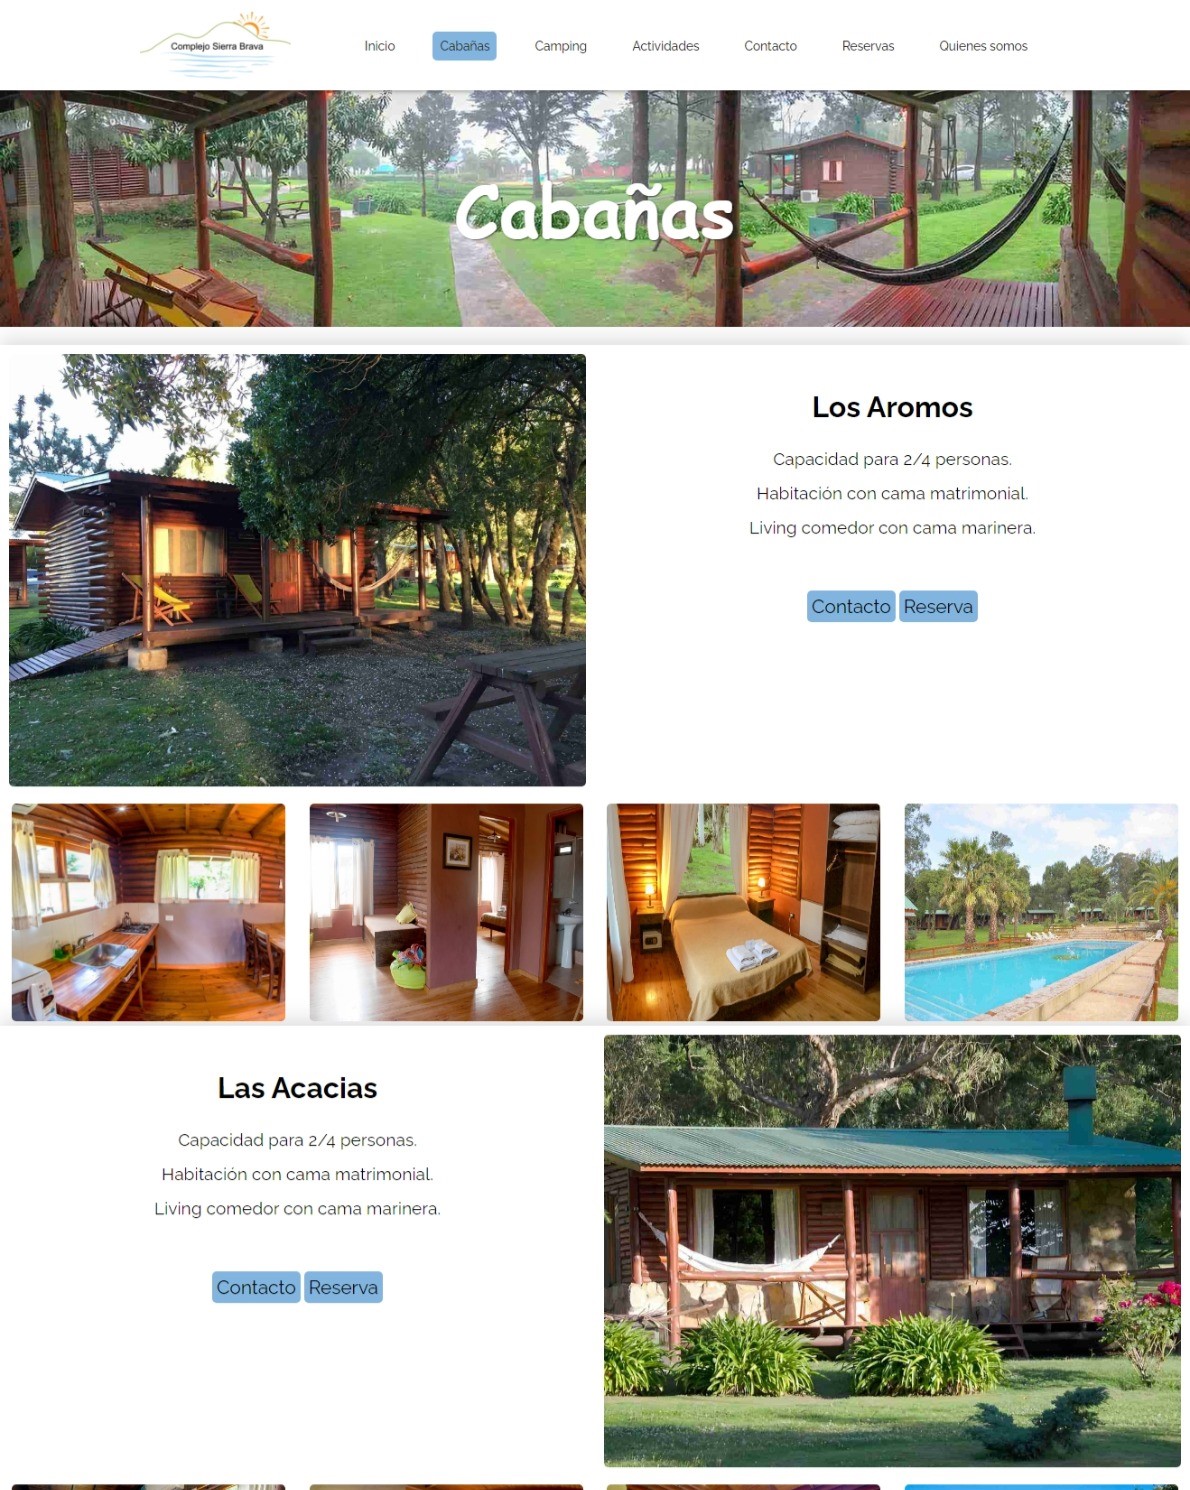 Complejo Sierra Brava
Inicio
Cabañas
Camping
Actividades
Contacto
Reservas
Quienes somos
Cabañas
Los Aromos
Capacidad para 2/4 personas.
Habitación con cama matrimonial.
Living comedor con cama marinera.
Contacto Reserva
Las Acacias
Capacidad para 2/4 personas.
Habitación con cama matrimonial.
Living comedor con cama marinera.
Contacto Reserva